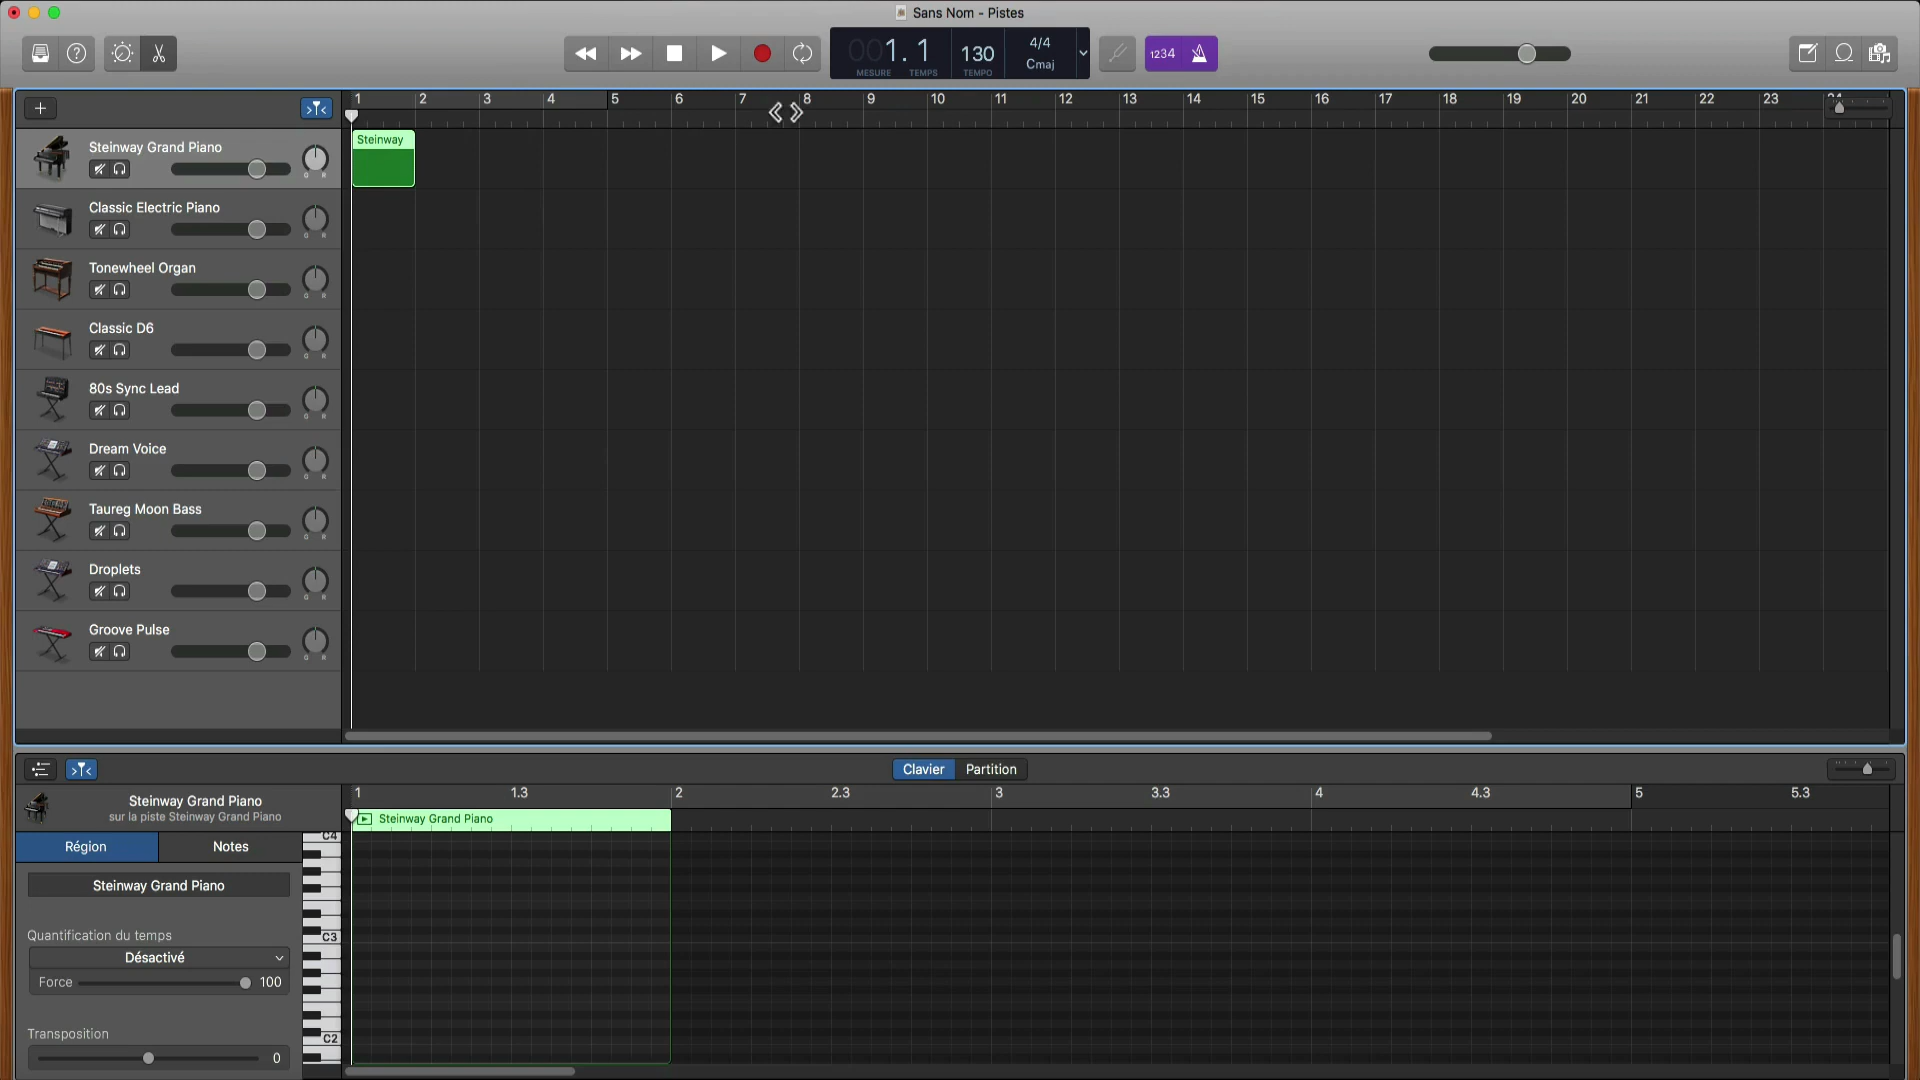 Sans Nom - Pistes
001. 1
MESURE TEMPS
130
TEMPO
4/4
Cmaj
1234
1 2 3 4 5 6 7 8 9 10 11 12 13 14 15 16 17 18 19 20 21 22 23
Steinway Grand Piano
G R
Steinway
Classic Electric Piano
G R
Tonewheel Organ
G R
Classic D6
G R
80s Sync Lead
G R
Dream Voice
G R
Taureg Moon Bass
G R
Droplets
G R
Groove Pulse
G R
Clavier Partition
1 1.3 2 2.3 3 3.3 4 4.3 5 5.3
Steinway Grand Piano
sur la piste Steinway Grand Piano
Steinway Grand Piano
Région Notes
C4
Steinway Grand Piano
Quantification du temps
C3
Désactivé
Force 100
Transposition
C2
0